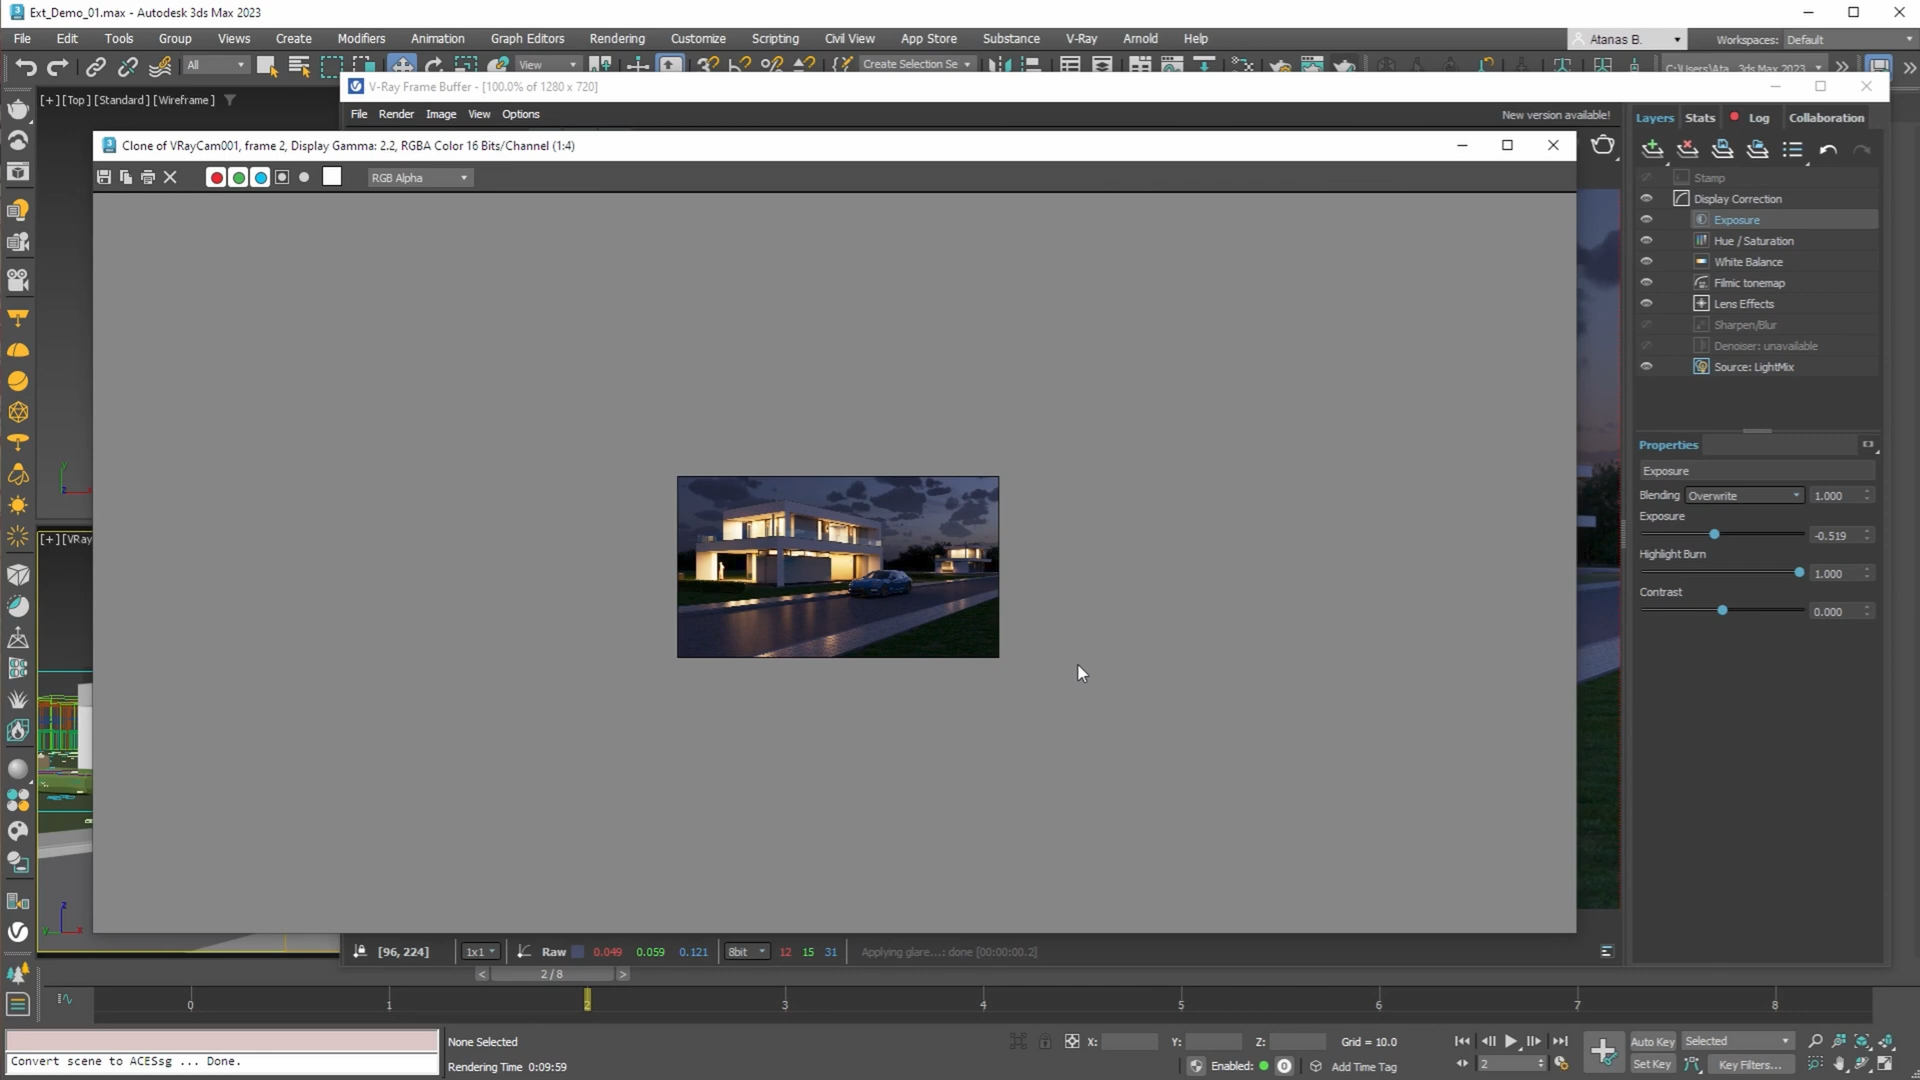 Ext_Demo_01.max - Autodesk 3ds Max 2023
File Edit Tools Group Views Create Modifiers Animation Graph Editors Rendering Customize Scripting Civil View App Store Substance V-Ray Arnold Help
Atanas B.
Workspaces: Default
All
View
Create Selection Se
C:\Users\Ata...3ds Max 2023
[+] [Top] [Standard] [Wireframe]
V-Ray Frame Buffer - [100.0% of 1280 x 720]
File Render Image View Options
New version available!
Layers Stats Log Collaboration
Clone of VRayCam001, frame 2, Display Gamma: 2.2, RGBA Color 16 Bits/Channel (1:4)
RGB Alpha
Stamp
Display Correction
Exposure
Hue / Saturation
White Balance
Filmic tonemap
Lens Effects
Sharpen/Blur
Denoiser: unavailable
Source: LightMix
Properties
Exposure
Blending Overwrite 1.000
Exposure
-0.519
Highlight Burn
1.000
Contrast
0.000
[+] [VRay
y
z
x
z
y
x
[96, 224] 1x1 Raw 0.049 0.059 0.121 8bit 12 15 31 Applying glare...: done [00:00:00.2]
< 2 / 8 >
0 1 2 3 4 5 6 7 8
Convert scene to ACESsg ... Done.
None Selected
Rendering Time 0:09:59
X: Y: Z: Grid = 10.0
Enabled: 0 Add Time Tag
2
Auto Key Selected
Set Key Key Filters...